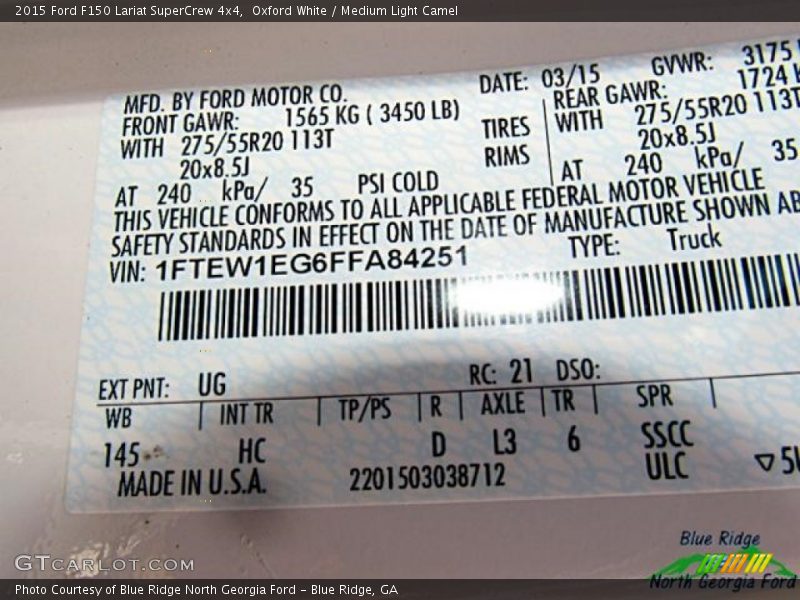 2015 Ford F150 Lariat SuperCrew 4x4,  Oxford White / Medium Light Camel
MFD. BY FORD MOTOR CO.
DATE: 03/15
GVWR: 3175
FRONT GAWR: 1565 KG ( 3450 LB)
REAR GAWR: 1724 K
WITH 275/55R20 113T
TIRES
WITH 275/55R20 113T
20x8.5J
RIMS
20x8.5J
AT 240 kPa/ 35 PSI COLD
AT 240 kPa/ 35
THIS VEHICLE CONFORMS TO ALL APPLICABLE FEDERAL MOTOR VEHICLE
SAFETY STANDARDS IN EFFECT ON THE DATE OF MANUFACTURE SHOWN AB
VIN: 1FTEW1EG6FFA84251
TYPE: Truck
EXT PNT: UG
RC: 21 DSO:
WB INT TR TP/PS R AXLE TR SPR
145 HC D L3 6 SSCC
MADE IN U.S.A. 2201503038712 ULC
5U
Blue Ridge
North Georgia Ford
GTCARLOT.COM
Photo Courtesy of Blue Ridge North Georgia Ford - Blue Ridge, GA